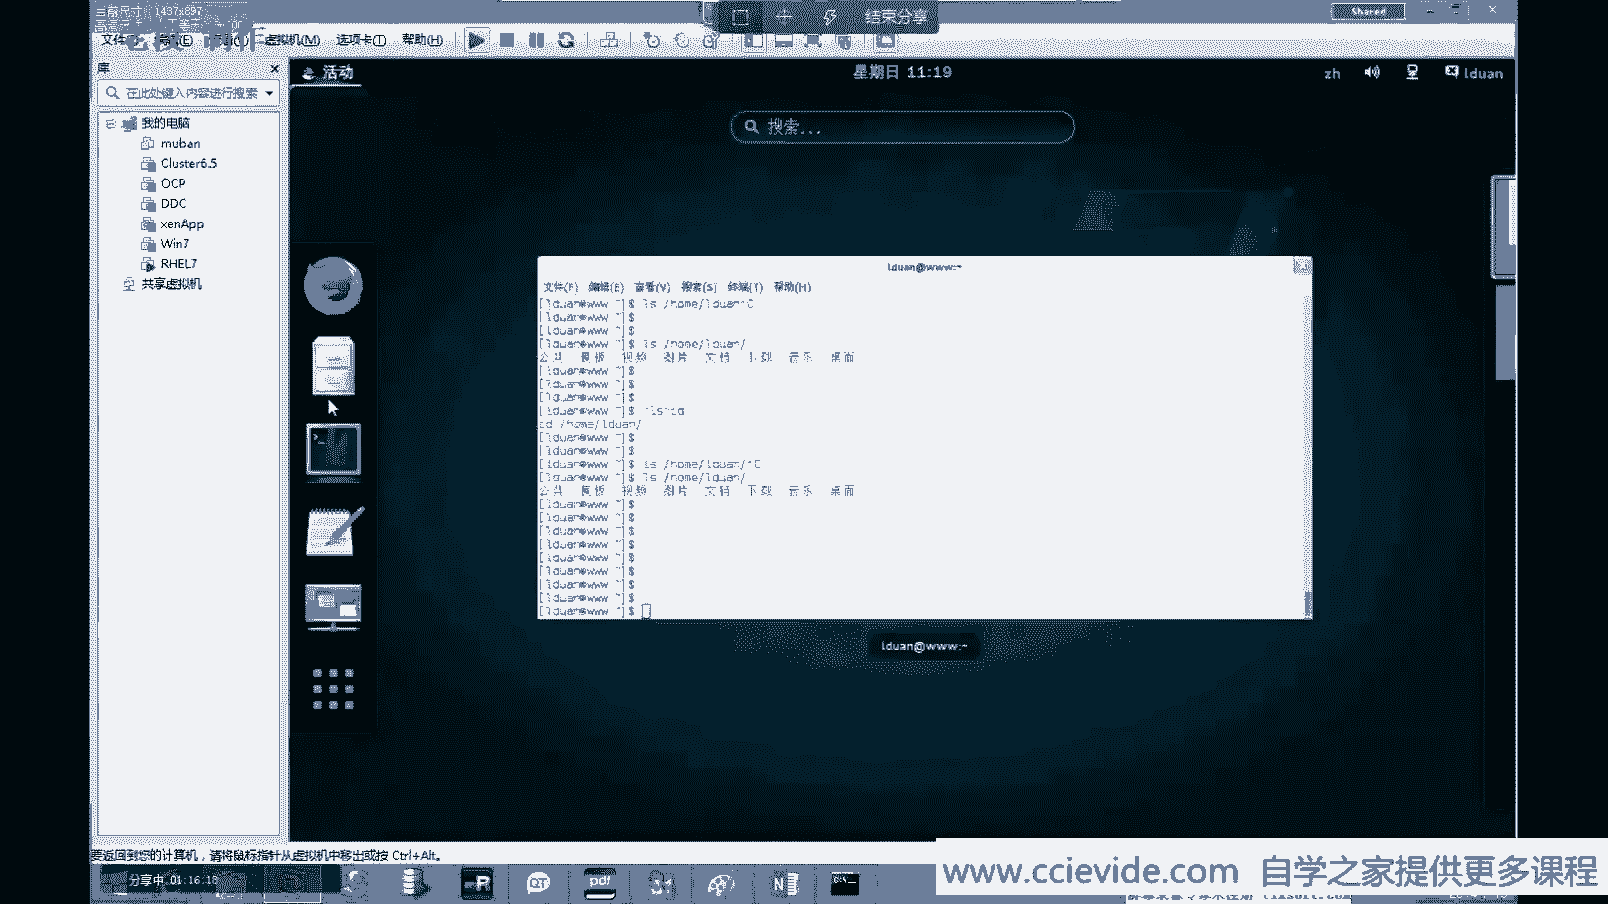 三前尺寸：1437x897
结束分享
Shared
虚拟机(M) 选项卡(T) 帮助(H)
库
在此处键入内容进行搜索
我的电脑
muban
Cluster6.5
OCP
DDC
xenApp
Win7
RHEL7
共享虚拟机
活动
星期日 11:19
zh
lduan
搜索...
lduan@www:~
文件(F) 编辑(E) 查看(V) 搜索(S) 终端(T) 帮助(H)
[lduan@www ~]$ ls /home/lduan^C
[lduan@www ~]$
[lduan@www ~]$
[lduan@www ~]$ ls /home/lduan/
公共 模板 视频 图片 文档 下载 音乐 桌面
[lduan@www ~]$
[lduan@www ~]$
[lduan@www ~]$
[lduan@www ~]$ ^ls^cd
cd /home/lduan/
[lduan@www ~]$
[lduan@www ~]$
[lduan@www ~]$ ls /home/lduan/^C
[lduan@www ~]$ ls /home/lduan/
公共 模板 视频 图片 文档 下载 音乐 桌面
[lduan@www ~]$
[lduan@www ~]$
[lduan@www ~]$
[lduan@www ~]$
[lduan@www ~]$
[lduan@www ~]$
[lduan@www ~]$
[lduan@www ~]$
[lduan@www ~]$
lduan@www:~
要返回到您的计算机，请将鼠标指针从虚拟机中移出或按 Ctrl+Alt。
分享中 01:16:18
pdf
www.ccievide.com 自学之家提供更多课程